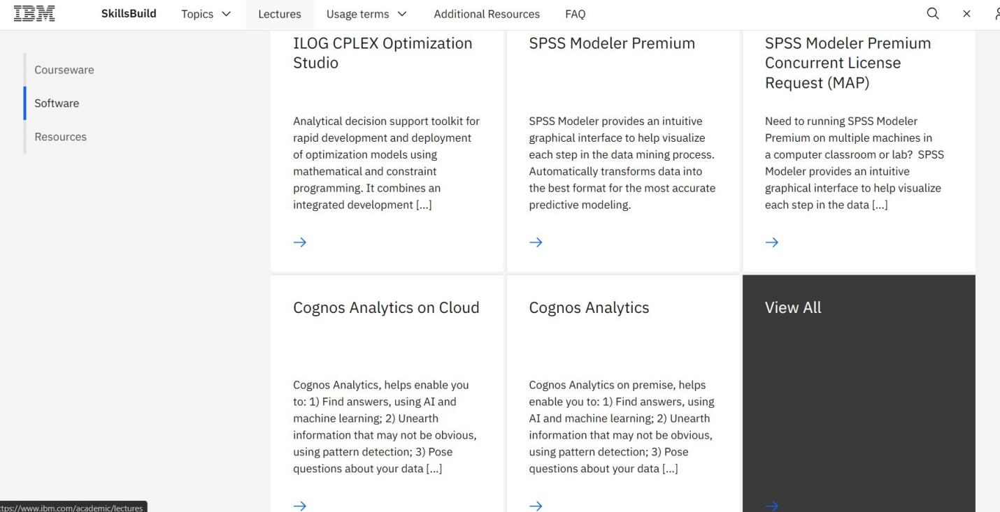 IBM
SkillsBuild
Topics
Lectures
Usage terms
Additional Resources
FAQ
Courseware
Software
Resources
ILOG CPLEX Optimization
Studio
Analytical decision support toolkit for
rapid development and deployment
of optimization models using
mathematical and constraint
programming. It combines an
integrated development [...]
SPSS Modeler Premium
SPSS Modeler provides an intuitive
graphical interface to help visualize
each step in the data mining process.
Automatically transforms data into
the best format for the most accurate
predictive modeling.
SPSS Modeler Premium
Concurrent License
Request (MAP)
Need to running SPSS Modeler
Premium on multiple machines in
a computer classroom or lab?  SPSS
Modeler provides an intuitive
graphical interface to help visualize
each step in the data [...]
Cognos Analytics on Cloud
Cognos Analytics, helps enable you
to: 1) Find answers, using AI and
machine learning; 2) Unearth
information that may not be obvious,
using pattern detection; 3) Pose
questions about your data [...]
Cognos Analytics
Cognos Analytics on premise, helps
enable you to: 1) Find answers, using
AI and machine learning; 2) Unearth
information that may not be obvious,
using pattern detection; 3) Pose
questions about your data [...]
View All
ttps://www.ibm.com/academic/lectures